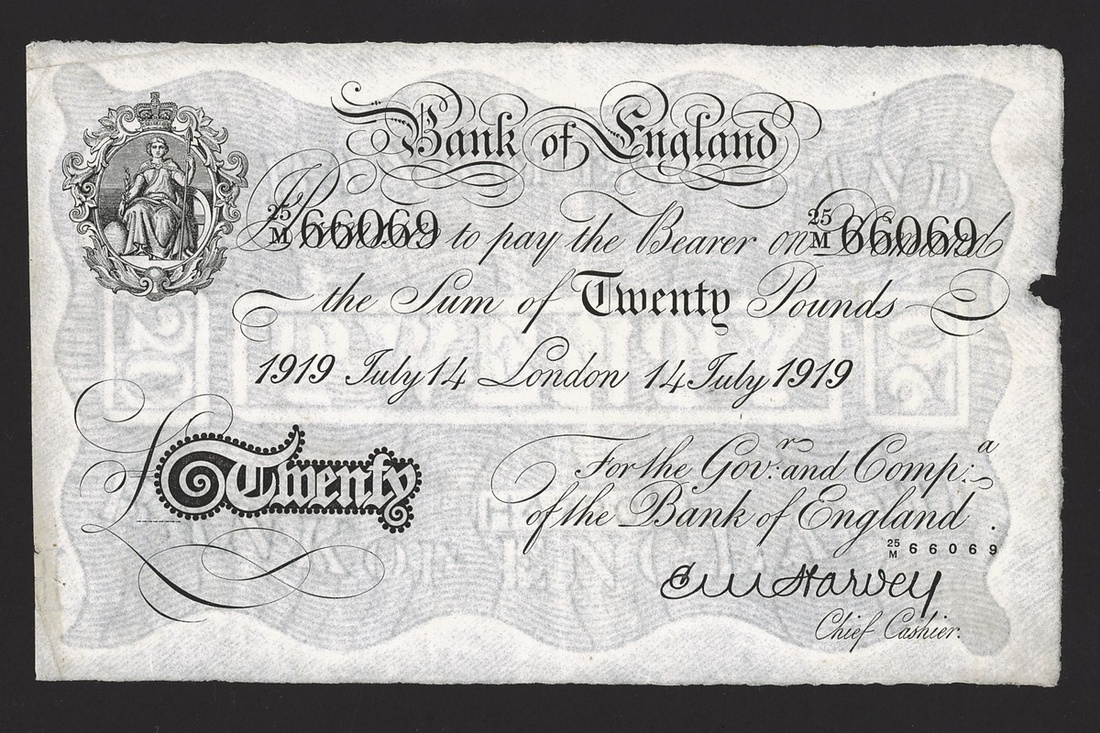 Bank of England
25/M 66069 to pay the Bearer on 25/M 66069
the Sum of Twenty Pounds
1919 July 14 London 14 July 1919
£Twenty
For the Gov:r and Comp:a
of the Bank of England.
25/M 66069
E M Harvey
Chief Cashier.